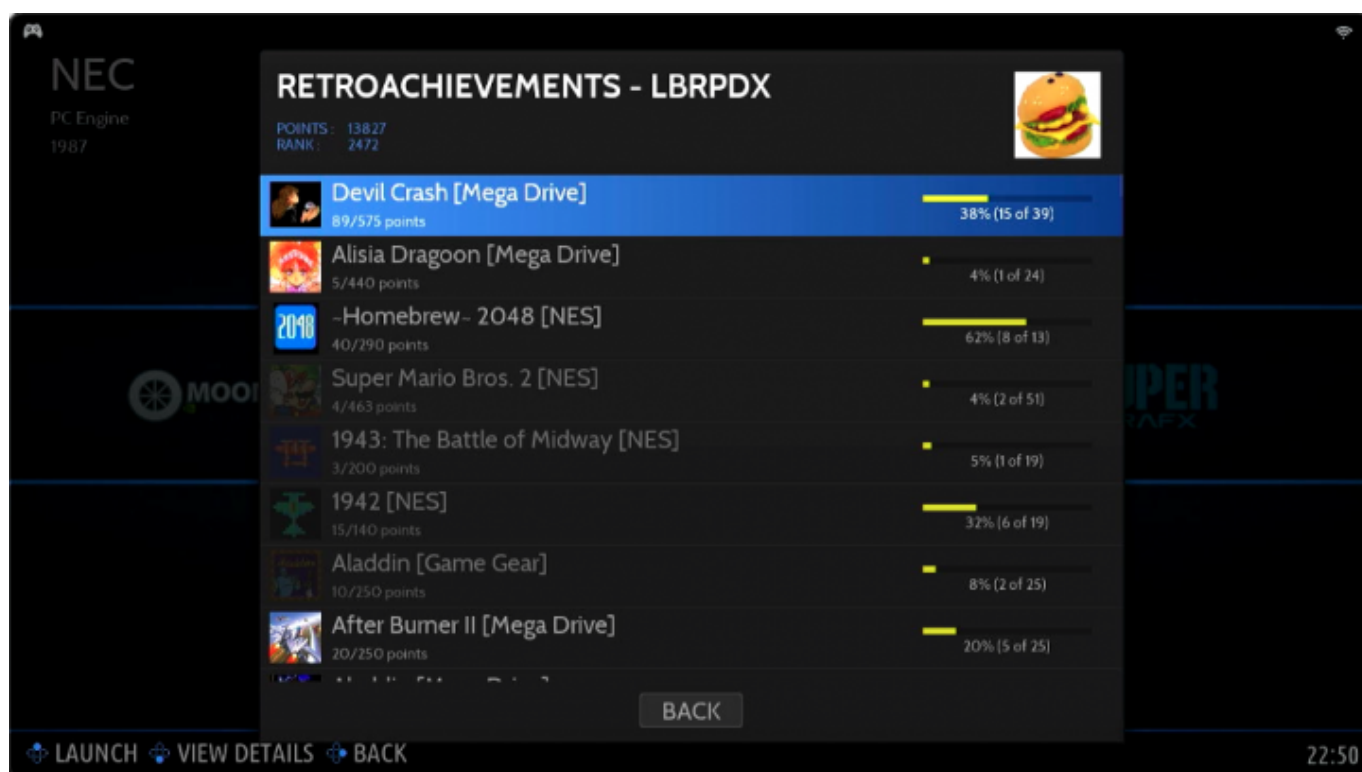 NEC
PC Engine
1987
RETROACHIEVEMENTS - LBRPDX
POINTS : 13827
RANK : 2472
Devil Crash [Mega Drive]
89/575 points
38% (15 of 39)
Alisia Dragoon [Mega Drive]
5/440 points
4% (1 of 24)
2048
~Homebrew~ 2048 [NES]
40/290 points
62% (8 of 13)
Super Mario Bros. 2 [NES]
4/463 points
4% (2 of 51)
1943: The Battle of Midway [NES]
3/200 points
5% (1 of 19)
1942 [NES]
15/140 points
32% (6 of 19)
Aladdin [Game Gear]
10/250 points
8% (2 of 25)
After Burner II [Mega Drive]
20/250 points
20% (5 of 25)
MOO
UPER
RAFX
BACK
LAUNCH VIEW DETAILS BACK
22:50